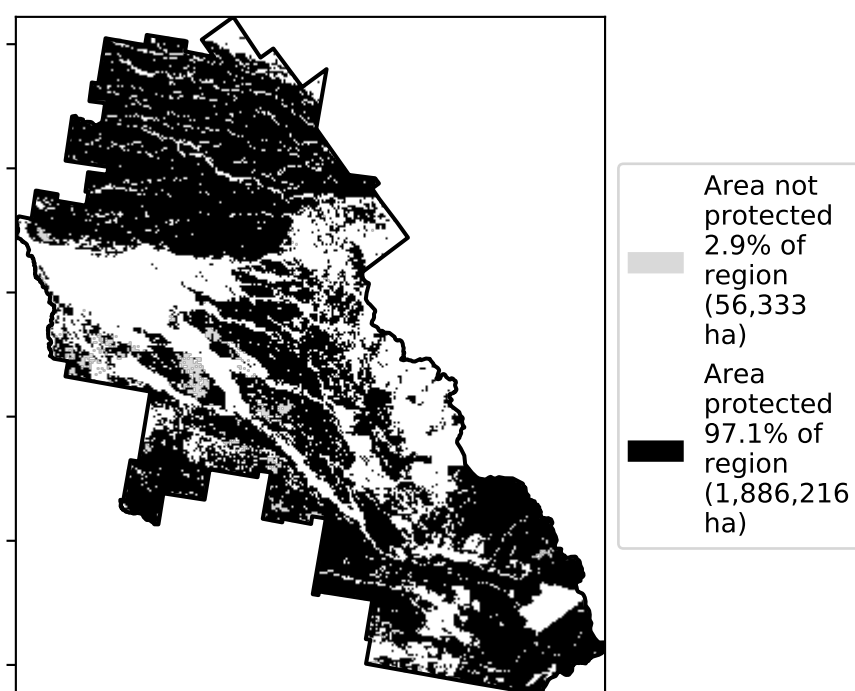 Area not
protected
2.9% of
region
(56,333
ha)
Area
protected
97.1% of
region
(1,886,216
ha)